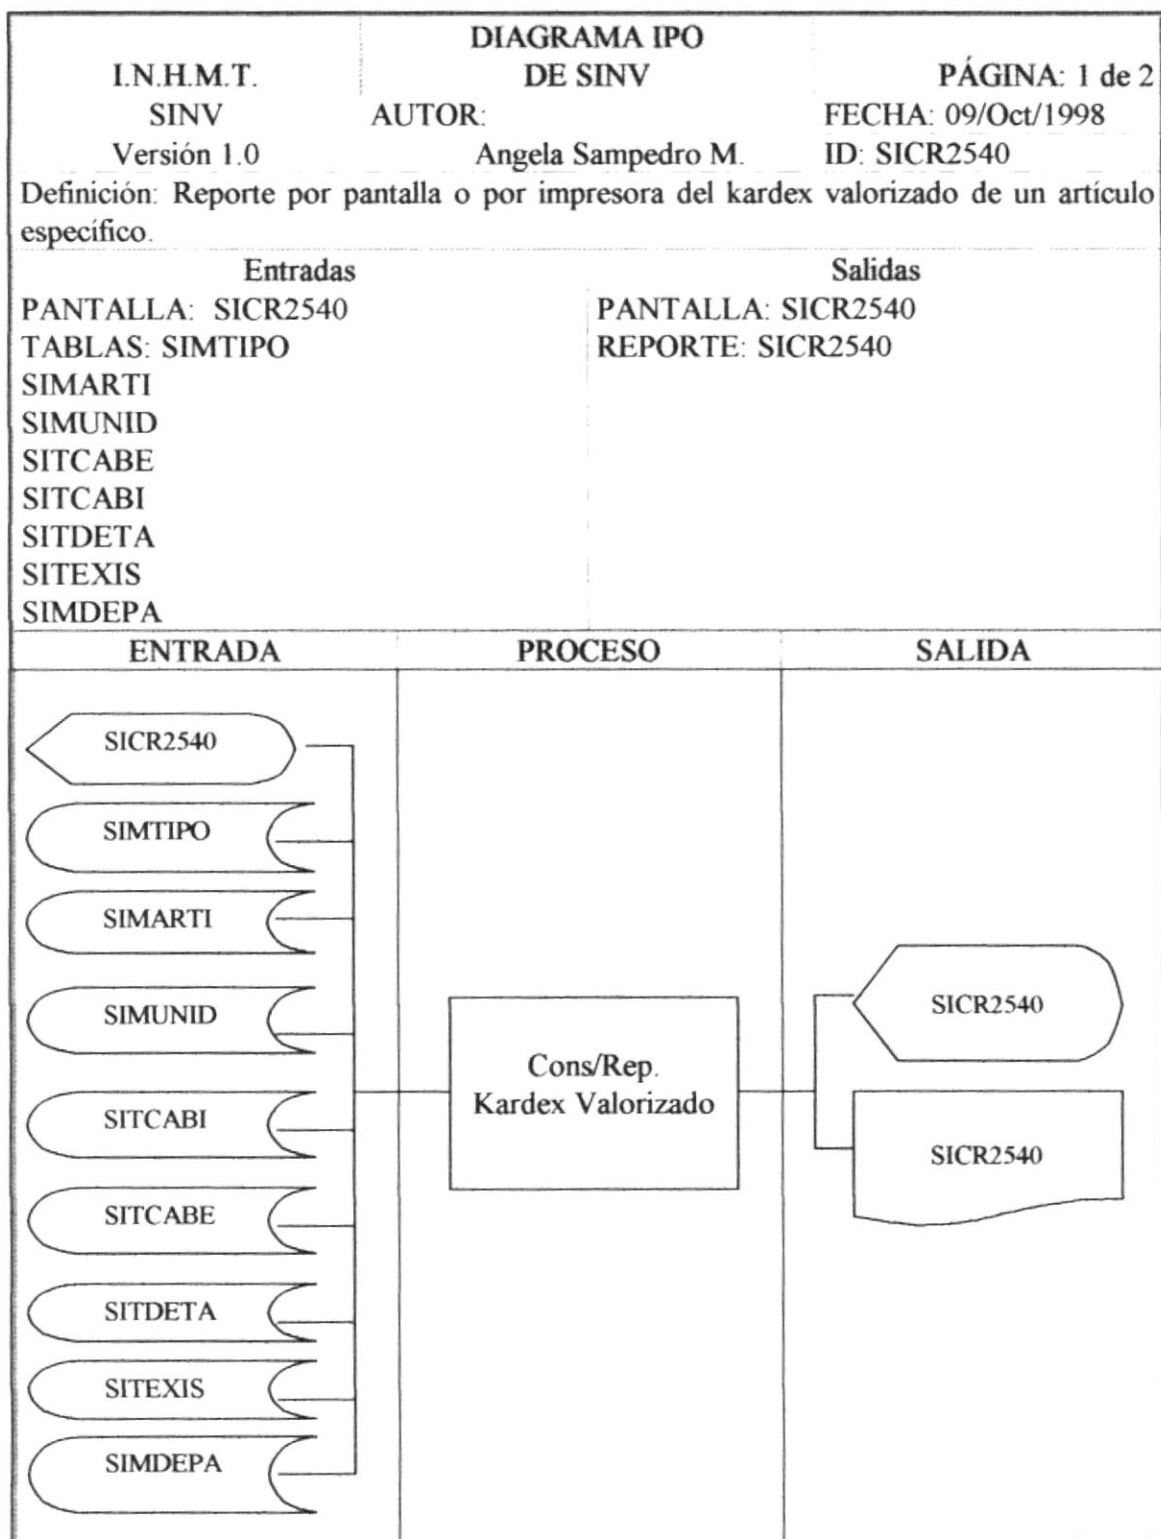 DIAGRAMA IPO
I.N.H.M.T. DE SINV PÁGINA: 1 de 2
SINV AUTOR: FECHA: 09/Oct/1998
Versión 1.0 Angela Sampedro M. ID: SICR2540
Definición: Reporte por pantalla o por impresora del kardex valorizado de un artículo
específico.
Entradas Salidas
PANTALLA: SICR2540 PANTALLA: SICR2540
TABLAS: SIMTIPO REPORTE: SICR2540
SIMARTI
SIMUNID
SITCABE
SITCABI
SITDETA
SITEXIS
SIMDEPA
ENTRADA PROCESO SALIDA
SICR2540
SIMTIPO
SIMARTI
SIMUNID
SITCABI
SITCABE
SITDETA
SITEXIS
SIMDEPA
Cons/Rep.
Kardex Valorizado
SICR2540
SICR2540